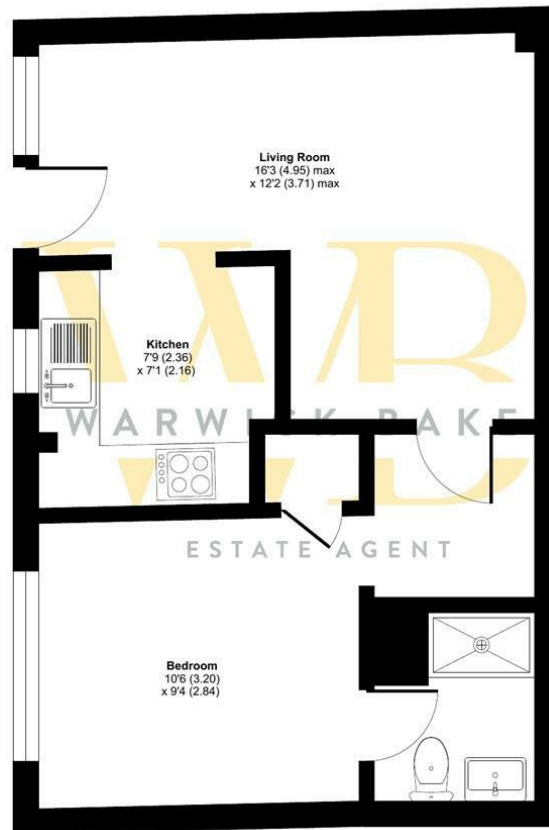 Living Room
16'3 (4.95) max
x 12'2 (3.71) max
WB
Kitchen
7'9 (2.36)
x 7'1 (2.16)
WARWICK BAKE
ESTATE AGENT
Bedroom
10'6 (3.20)
x 9'4 (2.84)